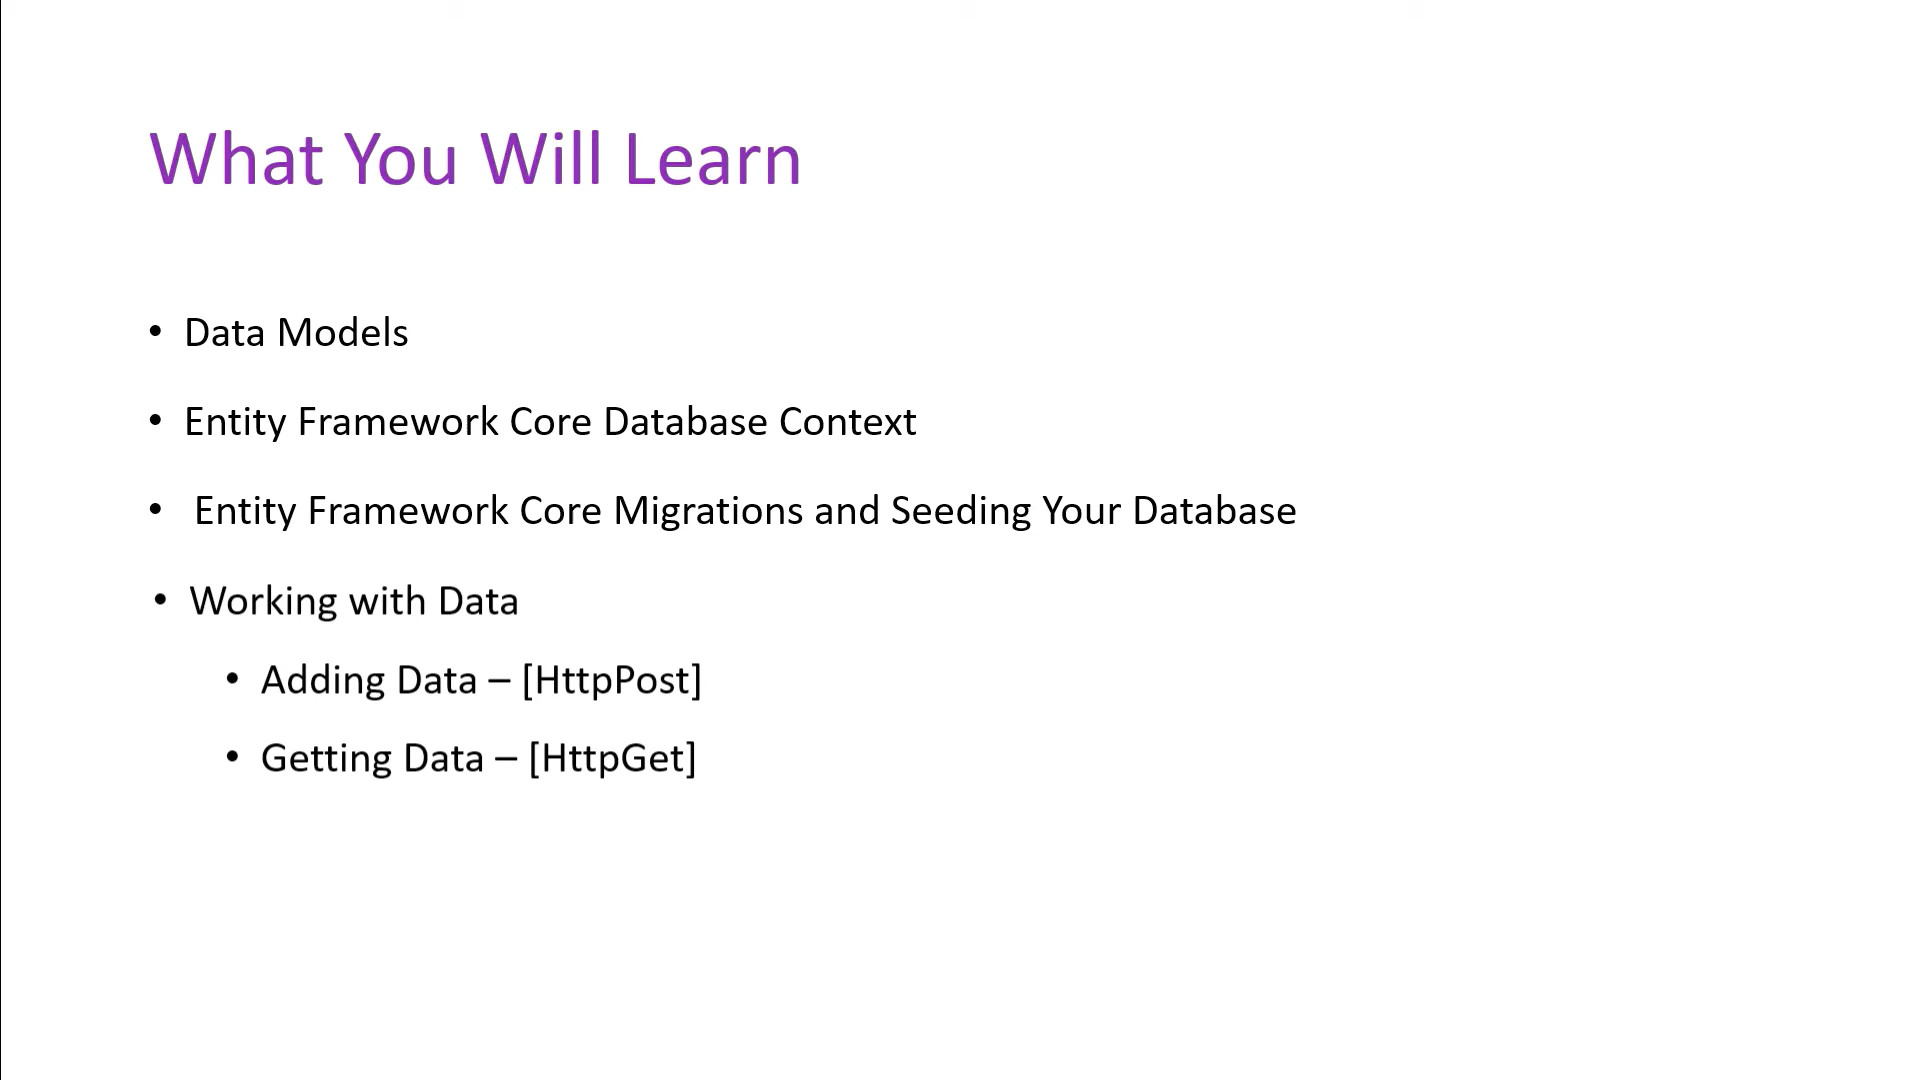 What You Will Learn
• Data Models
• Entity Framework Core Database Context
• Entity Framework Core Migrations and Seeding Your Database
• Working with Data
• Adding Data – [HttpPost]
• Getting Data – [HttpGet]